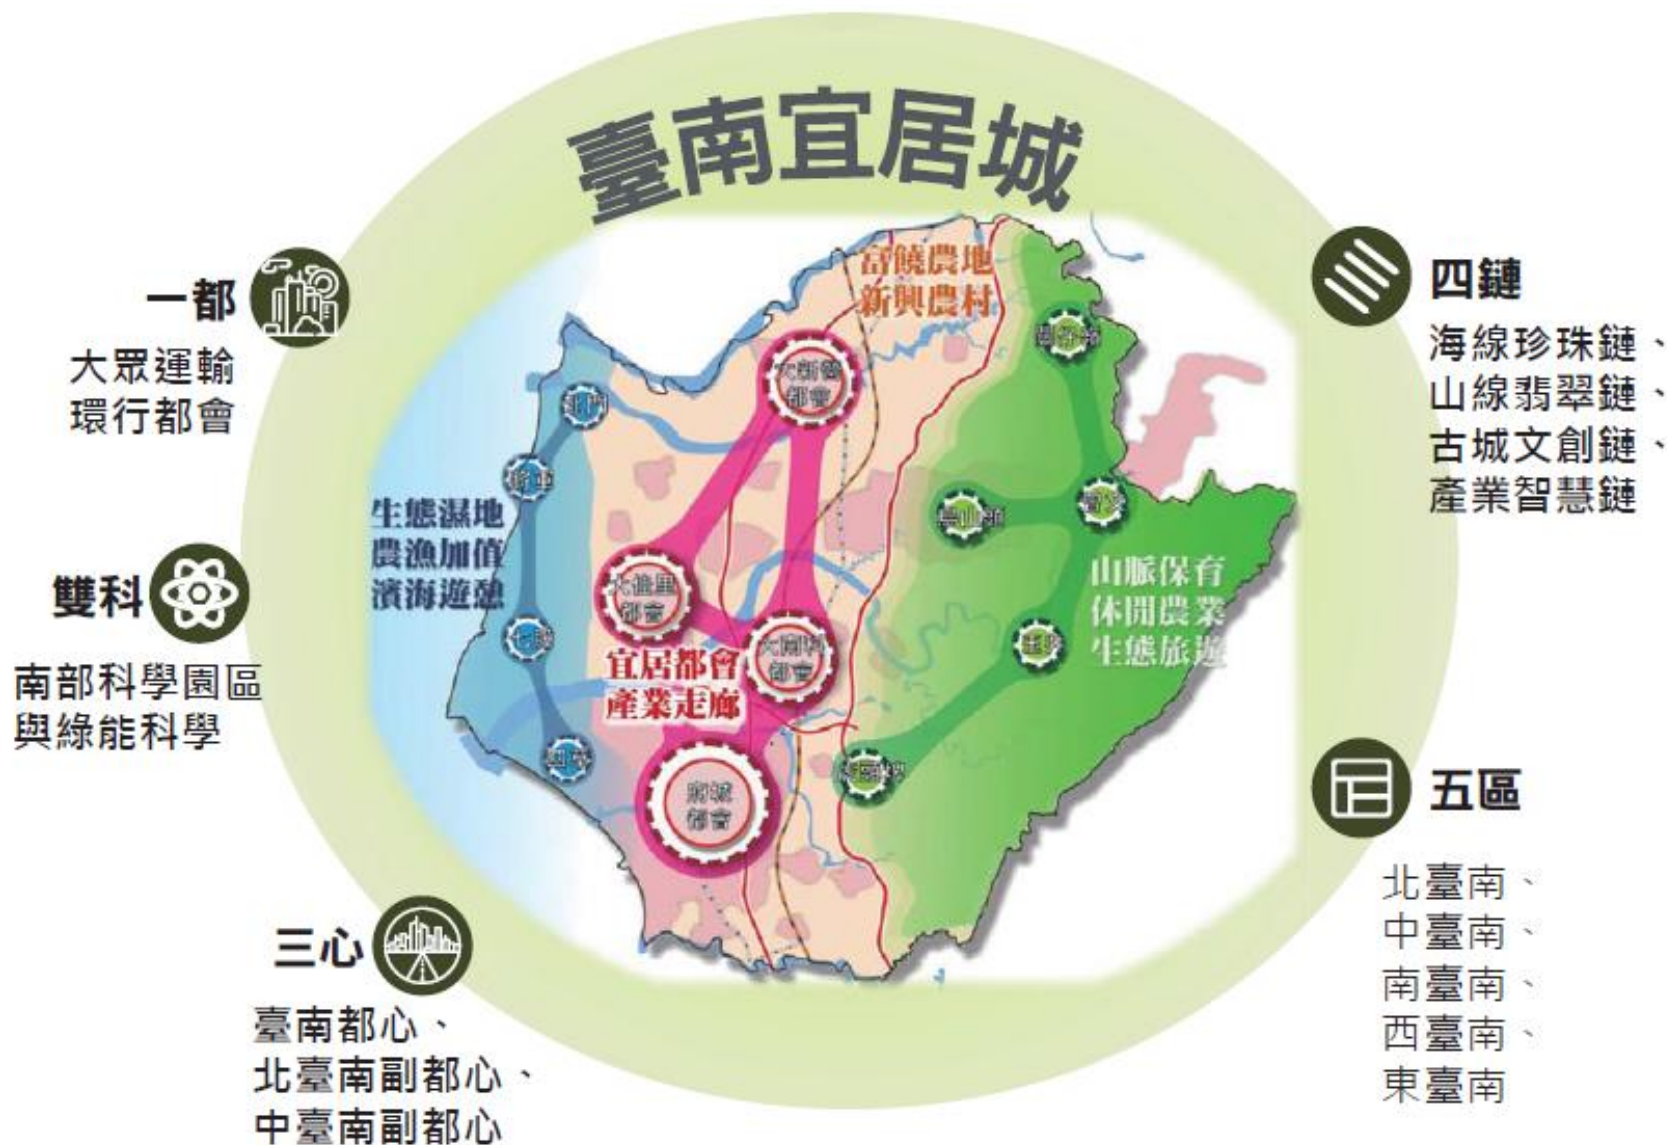 臺南宜居城
一都
大眾運輸
環行都會
雙科
南部科學園區
與綠能科學
三心
臺南都心、
北臺南副都心、
中臺南副都心
四鏈
海線珍珠鏈、
山線翡翠鏈、
古城文創鏈、
產業智慧鏈
五區
北臺南、
中臺南、
南臺南、
西臺南、
東臺南
富饒農地
新興農村
生態濕地
農漁加值
濱海遊憩
宜居都會
產業走廊
山脈保育
休閒農業
生態旅遊
大新營
都會
大佳里
都會
大南科
都會
府城
都會
北門